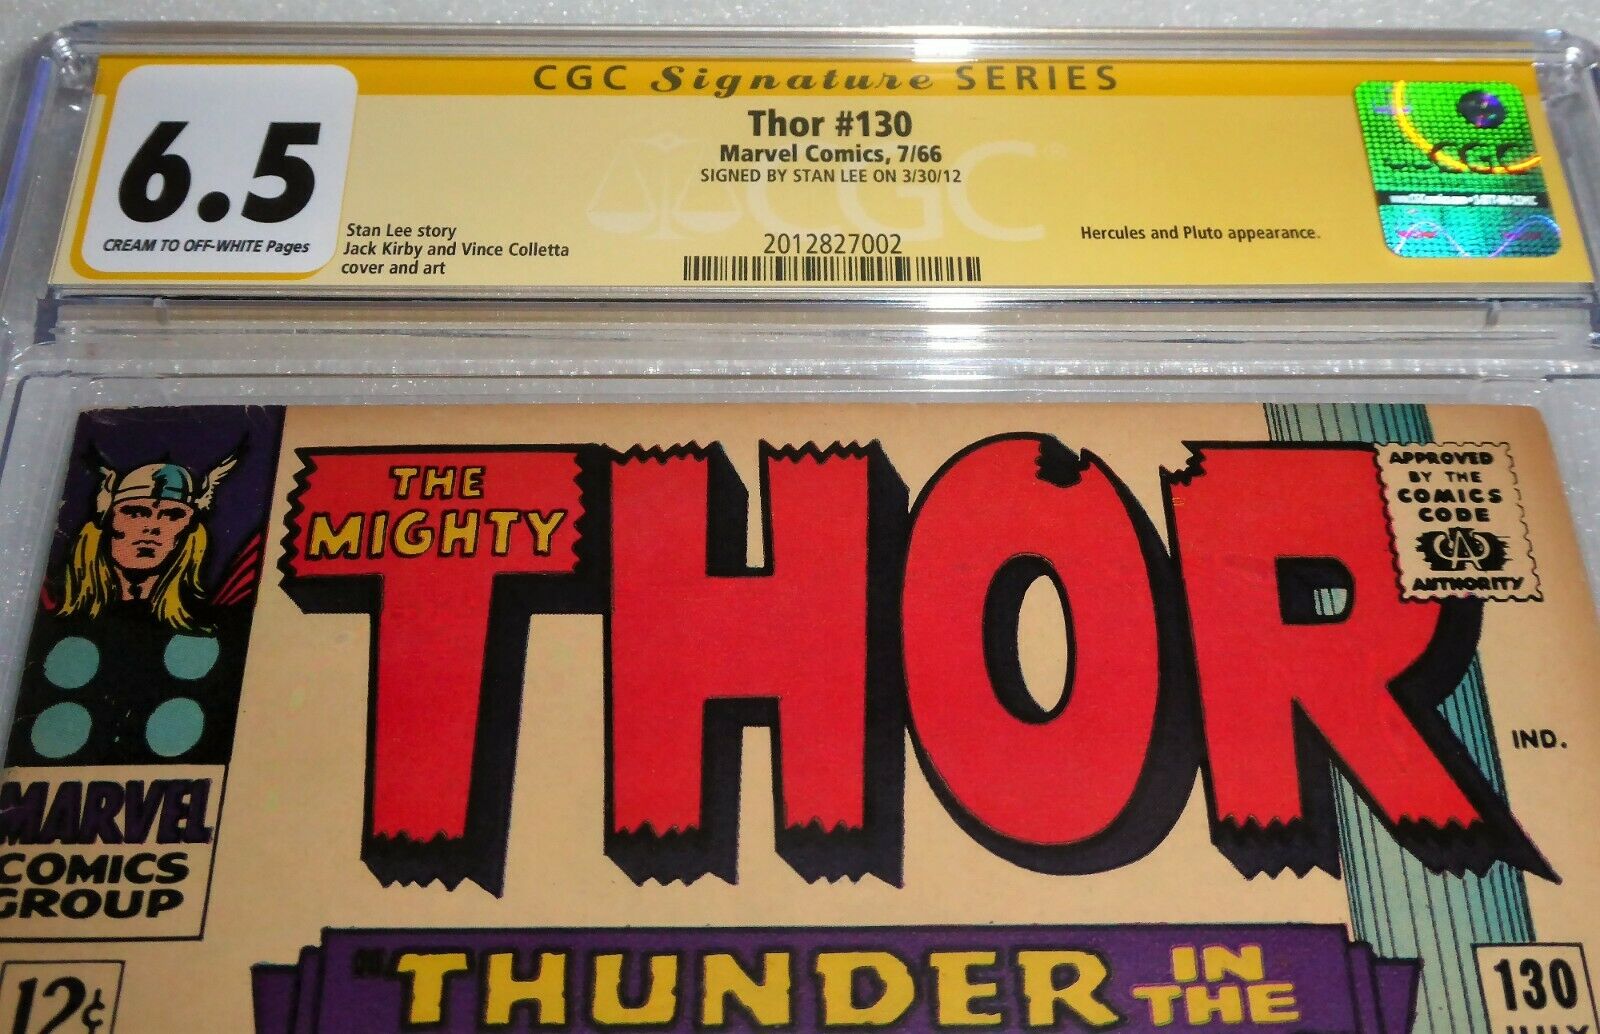 CGC Signature SERIES
Thor #130
Marvel Comics, 7/66
SIGNED BY STAN LEE ON 3/30/12
6.5
CREAM TO OFF-WHITE Pages
Stan Lee story
Jack Kirby and Vince Colletta
cover and art
2012827002
Hercules and Pluto appearance.
CGC
CGC
THE
MIGHTY
THOR
APPROVED
BY THE
COMICS
CODE
AUTHORITY
IND.
MARVEL
COMICS
GROUP
12¢
THUNDER IN
THE
130
JULY